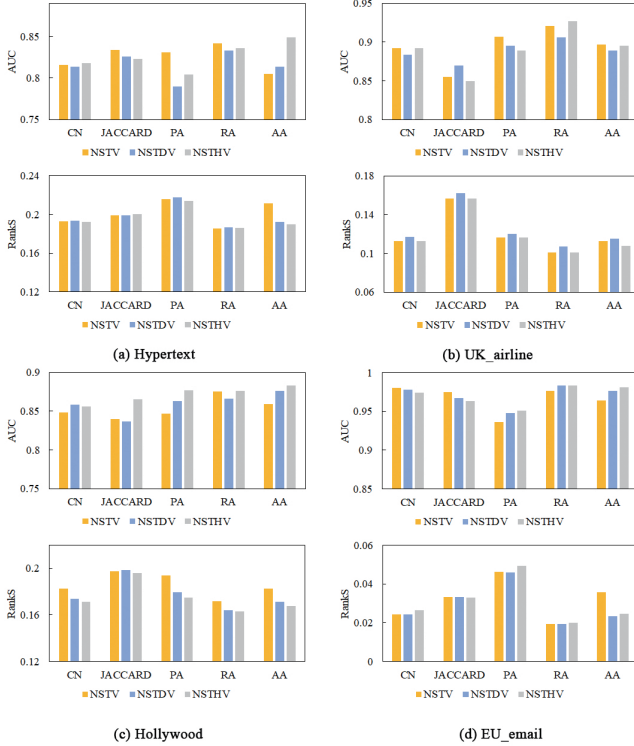 0.85
0.8
0.75
AUC
CN JACCARD PA RA AA
NSTV NSTDV NSTHV
0.95
0.9
0.85
0.8
AUC
CN JACCARD PA RA AA
NSTV NSTDV NSTHV
0.24
0.2
0.16
0.12
RankS
CN JACCARD PA RA AA
NSTV NSTDV NSTHV
(a) Hypertext
0.18
0.14
0.1
0.06
RankS
CN JACCARD PA RA AA
NSTV NSTDV NSTHV
(b) UK_airline
0.9
0.85
0.8
0.75
AUC
CN JACCARD PA RA AA
NSTV NSTDV NSTHV
1
0.95
0.9
0.85
AUC
CN JACCARD PA RA AA
NSTV NSTDV NSTHV
0.2
0.16
0.12
RankS
CN JACCARD PA RA AA
NSTV NSTDV NSTHV
(c) Hollywood
0.06
0.04
0.02
0
RankS
CN JACCARD PA RA AA
NSTV NSTDV NSTHV
(d) EU_email